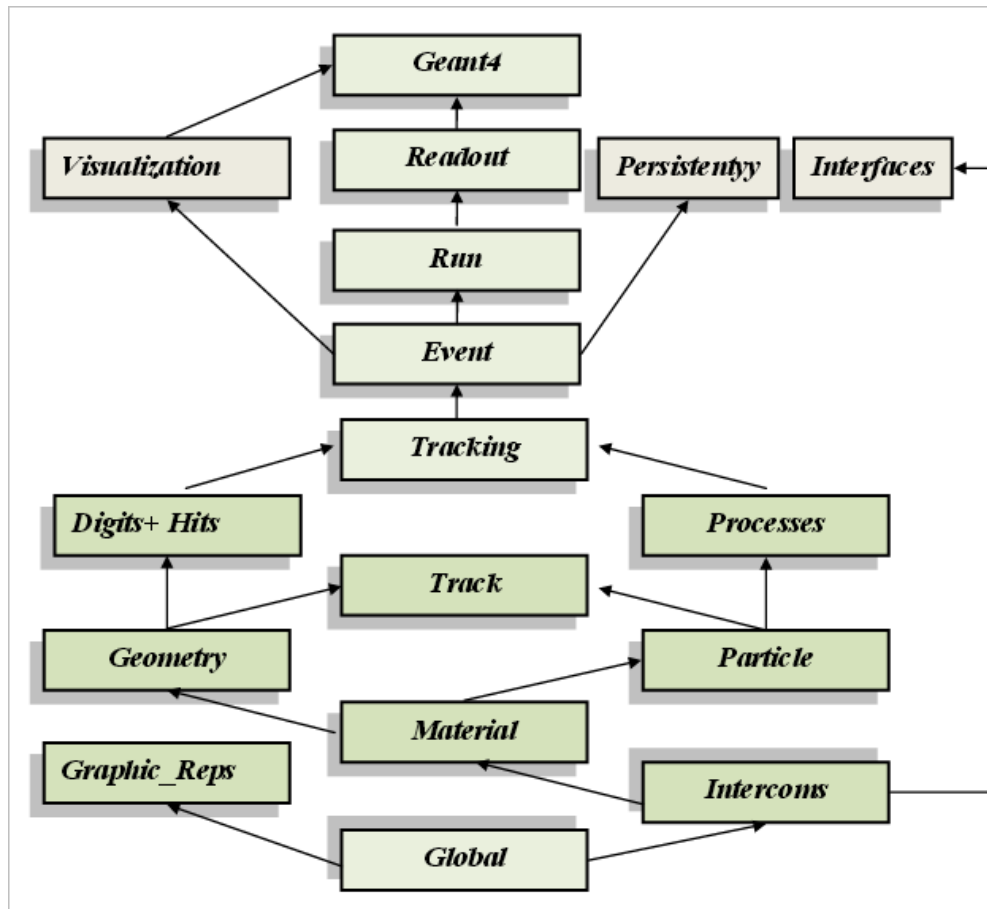 Geant4
Visualization
Readout
Persistentyy
Interfaces
Run
Event
Tracking
Digits+ Hits
Processes
Track
Geometry
Particle
Material
Graphic_Reps
Intercoms
Global